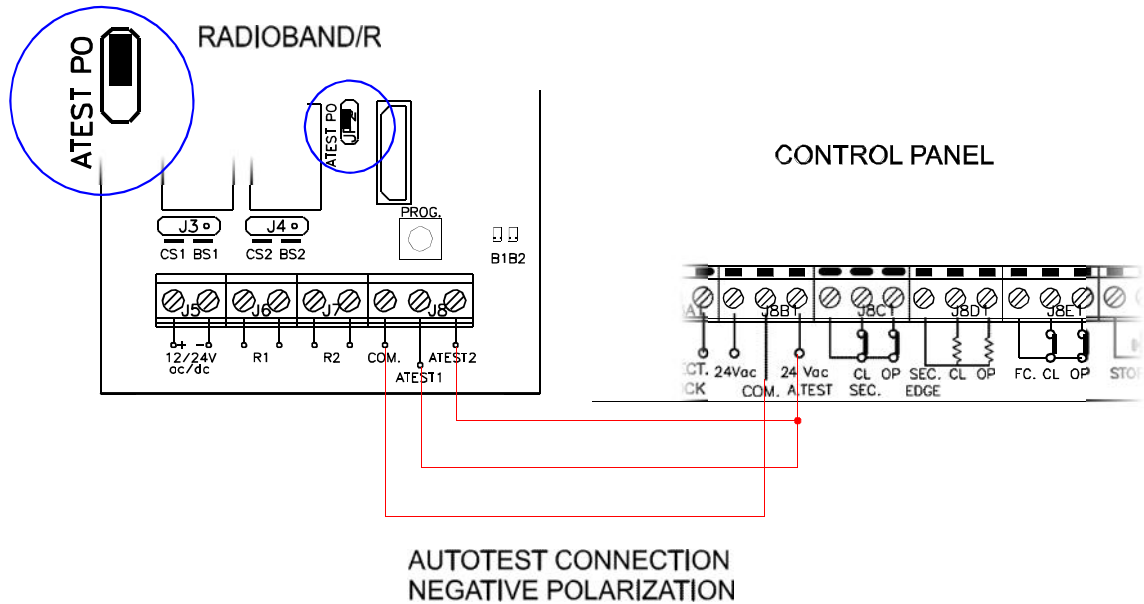 RADIOBAND/R
ATEST PO
ATEST PO
JP2
CONTROL PANEL
PROG.
J3 J4
CS1 BS1 CS2 BS2
B1B2
J5 J6 J7 J8
+ -
12/24V
ac/dc
R1
R2
COM.
ATEST2
ATEST1
J8B1 J8C1 J8D1 J8E1
24Vac
24 Vac
CL OP
SEC. CL OP
FC. CL OP
COM. A.TEST
SEC.
EDGE
AUTOTEST CONNECTION
NEGATIVE POLARIZATION